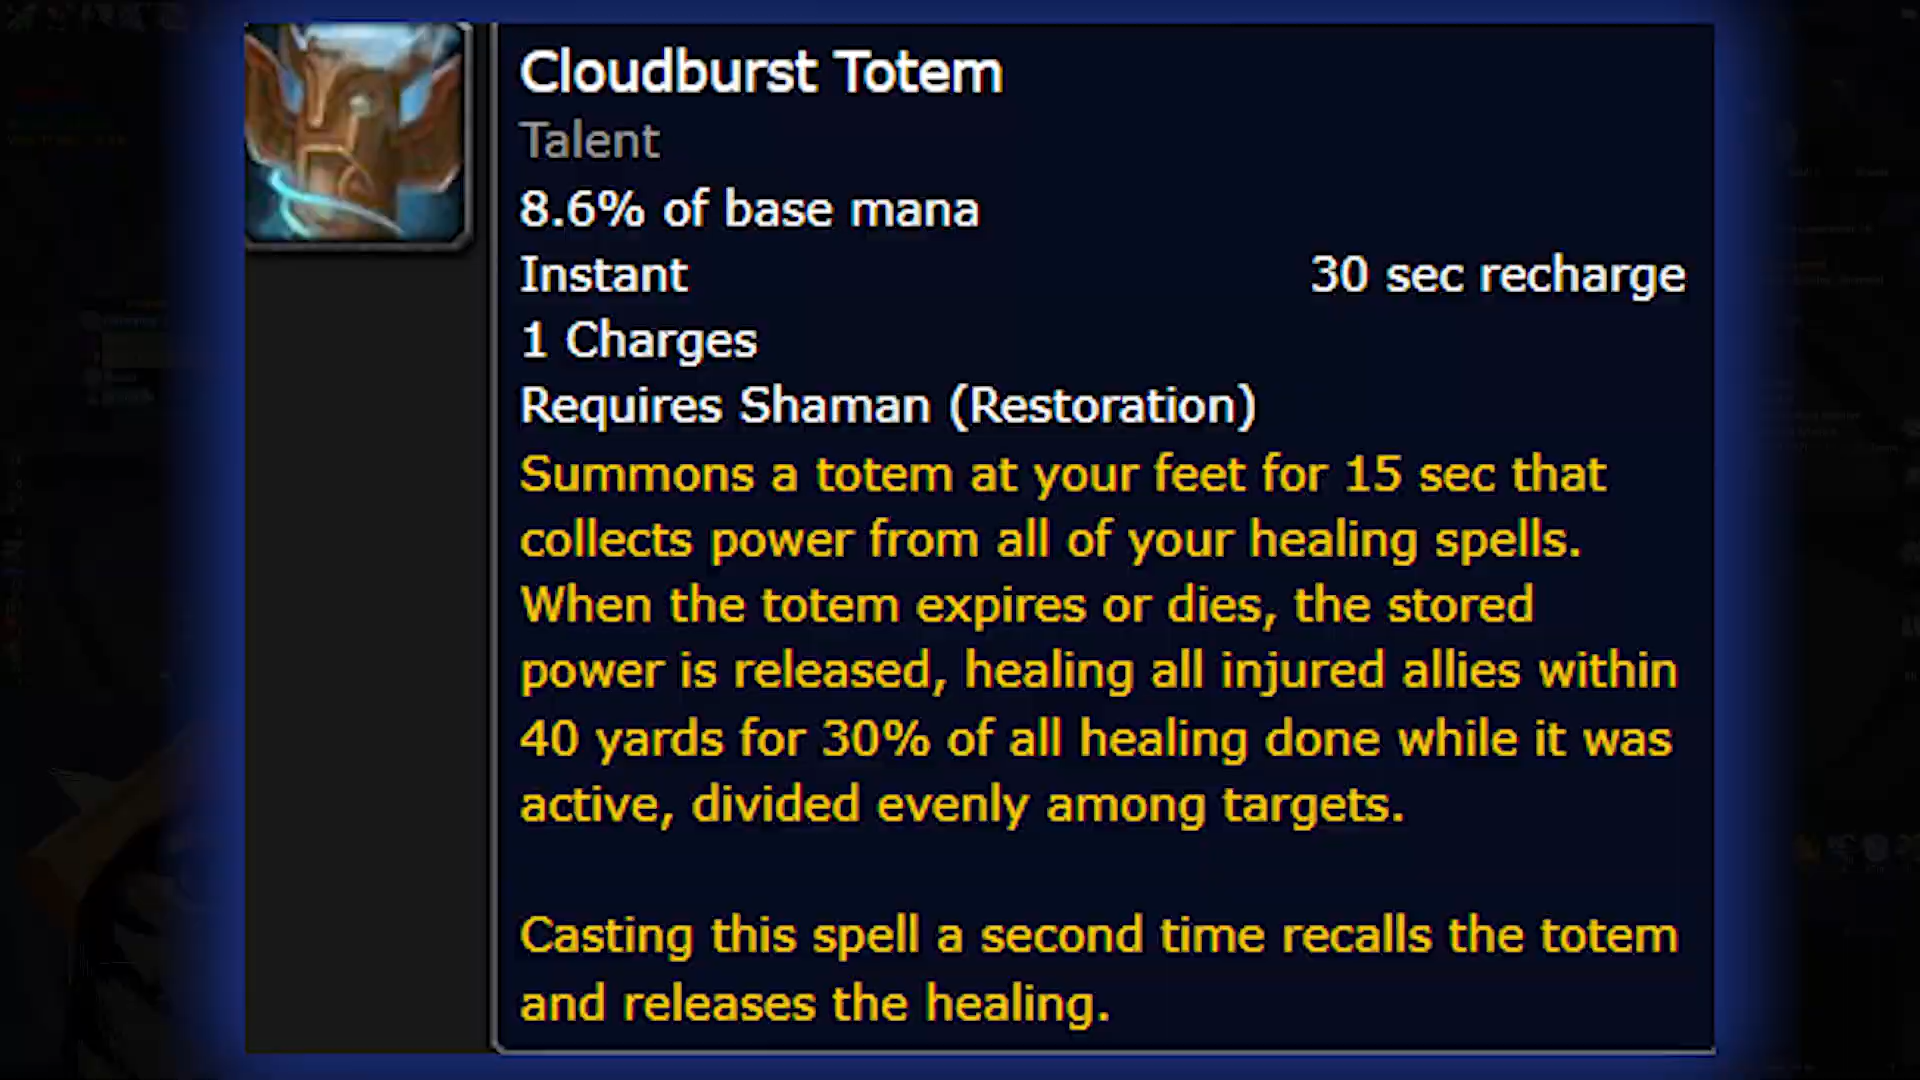 Cloudburst Totem
Talent
8.6% of base mana
Instant 30 sec recharge
1 Charges
Requires Shaman (Restoration)
Summons a totem at your feet for 15 sec that
collects power from all of your healing spells.
When the totem expires or dies, the stored
power is released, healing all injured allies within
40 yards for 30% of all healing done while it was
active, divided evenly among targets.
Casting this spell a second time recalls the totem
and releases the healing.